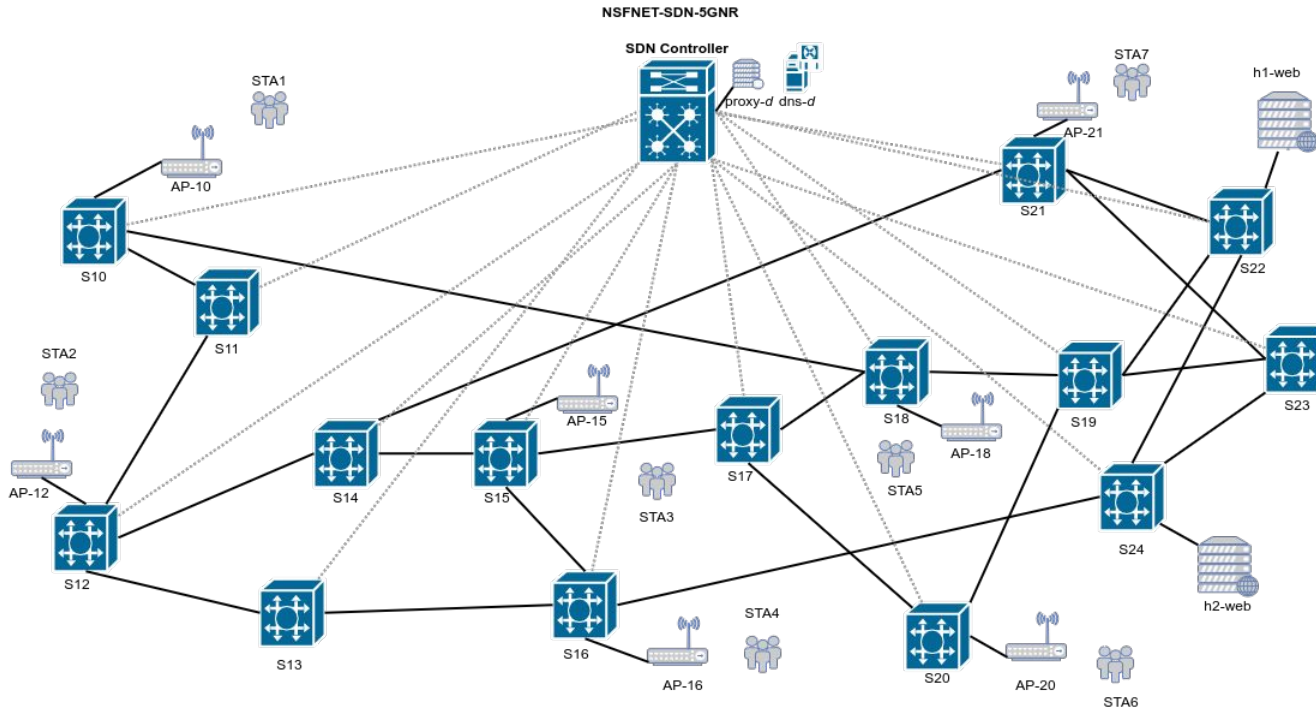 NSFNET-SDN-5GNR
SDN Controller
proxy-d
dns-d
STA7
h1-web
STA1
AP-21
AP-10
S21
S22
S10
S11
STA2
S23
AP-15
S18
S19
AP-18
AP-12
S14
S15
S17
STA3
STA5
S24
S12
h2-web
STA4
S13
S16
S20
AP-16
AP-20
STA6